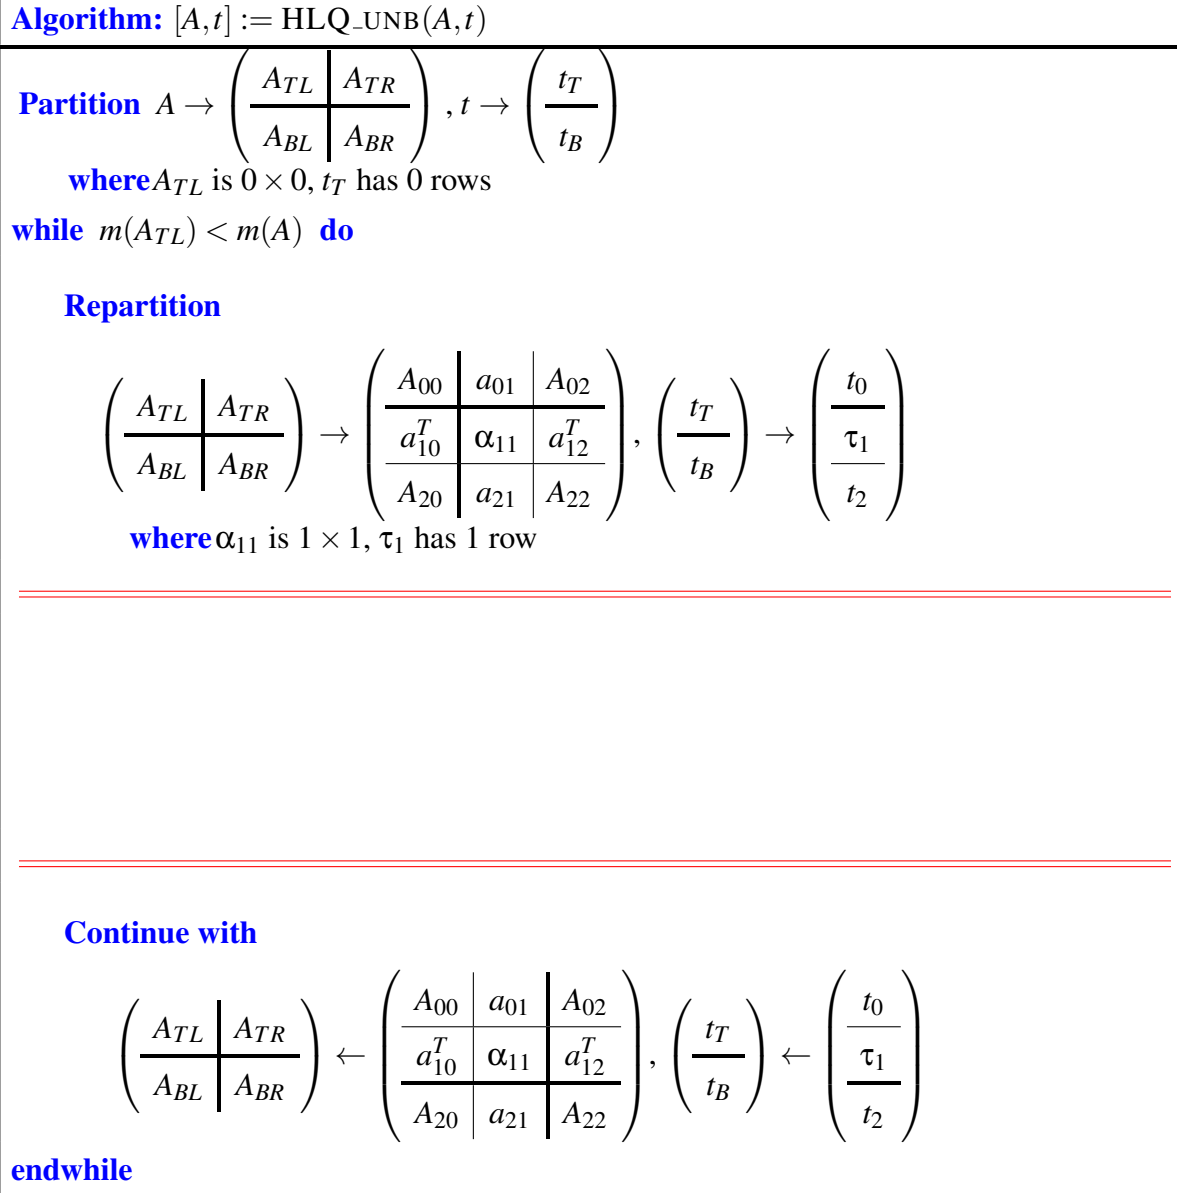 Algorithm: [A,t] := HLQ_UNB(A,t)
Partition A → ( A_TL | A_TR ; A_BL | A_BR ) , t → ( t_T ; t_B )
where A_TL is 0 × 0, t_T has 0 rows
while m(A_TL) < m(A) do
Repartition
( A_TL | A_TR ; A_BL | A_BR ) → ( A_00 | a_01 | A_02 ; a_10^T | α_11 | a_12^T ; A_20 | a_21 | A_22 ) , ( t_T ; t_B ) → ( t_0 ; τ_1 ; t_2 )
where α_11 is 1 × 1, τ_1 has 1 row
Continue with
( A_TL | A_TR ; A_BL | A_BR ) ← ( A_00 | a_01 | A_02 ; a_10^T | α_11 | a_12^T ; A_20 | a_21 | A_22 ) , ( t_T ; t_B ) ← ( t_0 ; τ_1 ; t_2 )
endwhile